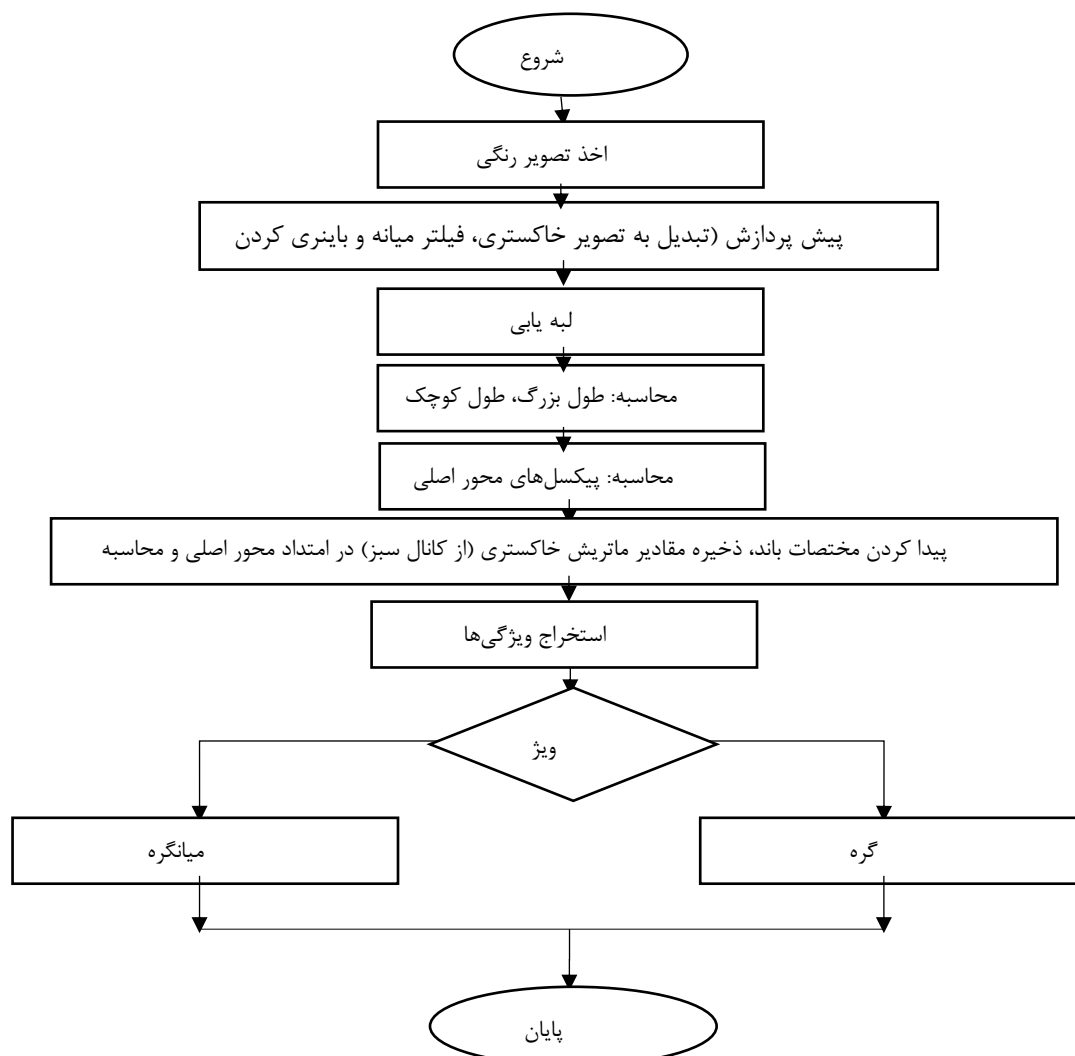 شروع
اخذ تصویر رنگی
پیش پردازش (تبدیل به تصویر خاکستری، فیلتر میانه و باینری کردن
لبه یابی
محاسبه: طول بزرگ، طول کوچک
محاسبه: پیکسل‌های محور اصلی
پیدا کردن مختصات باند، ذخیره مقادیر ماتریش خاکستری (از کانال سبز) در امتداد محور اصلی و محاسبه
استخراج ویژگی‌ها
ویژ
گره
میانگره
پایان